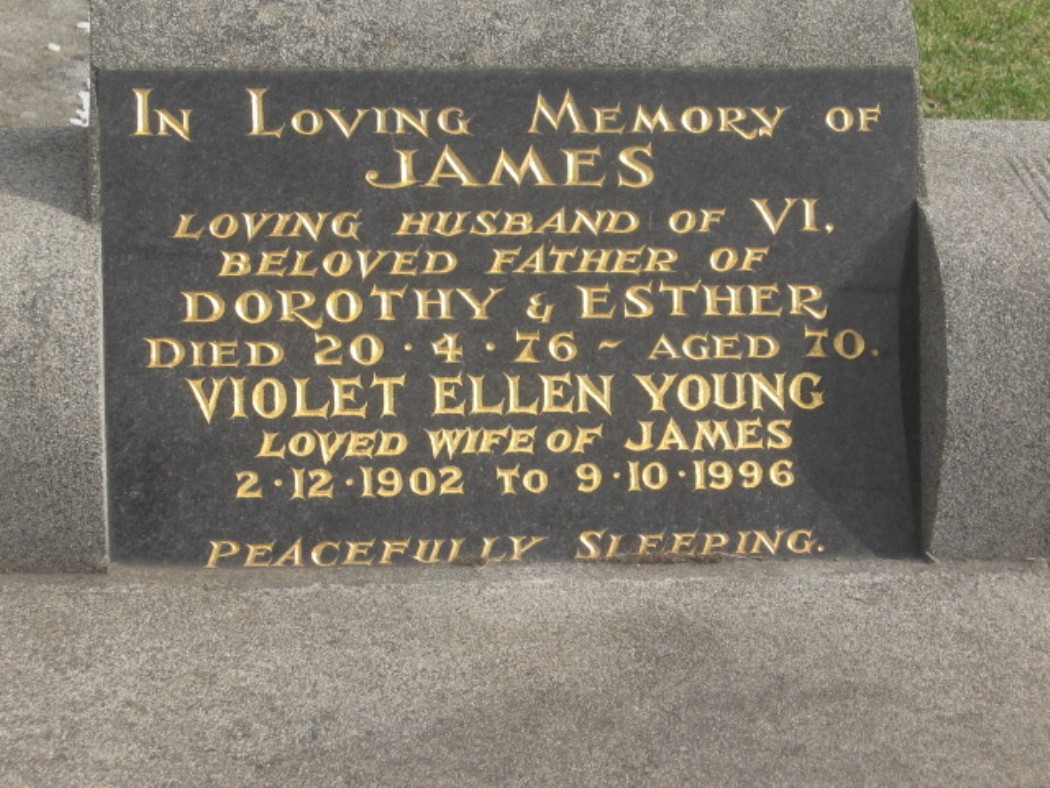 In Loving Memory of
JAMES
LOVING HUSBAND OF VI,
BELOVED FATHER OF
DOROTHY & ESTHER
DIED 20·4·76 ~ AGED 70.
VIOLET ELLEN YOUNG
LOVED WIFE OF JAMES
2·12·1902 TO 9·10·1996
PEACEFULLY SLEEPING.